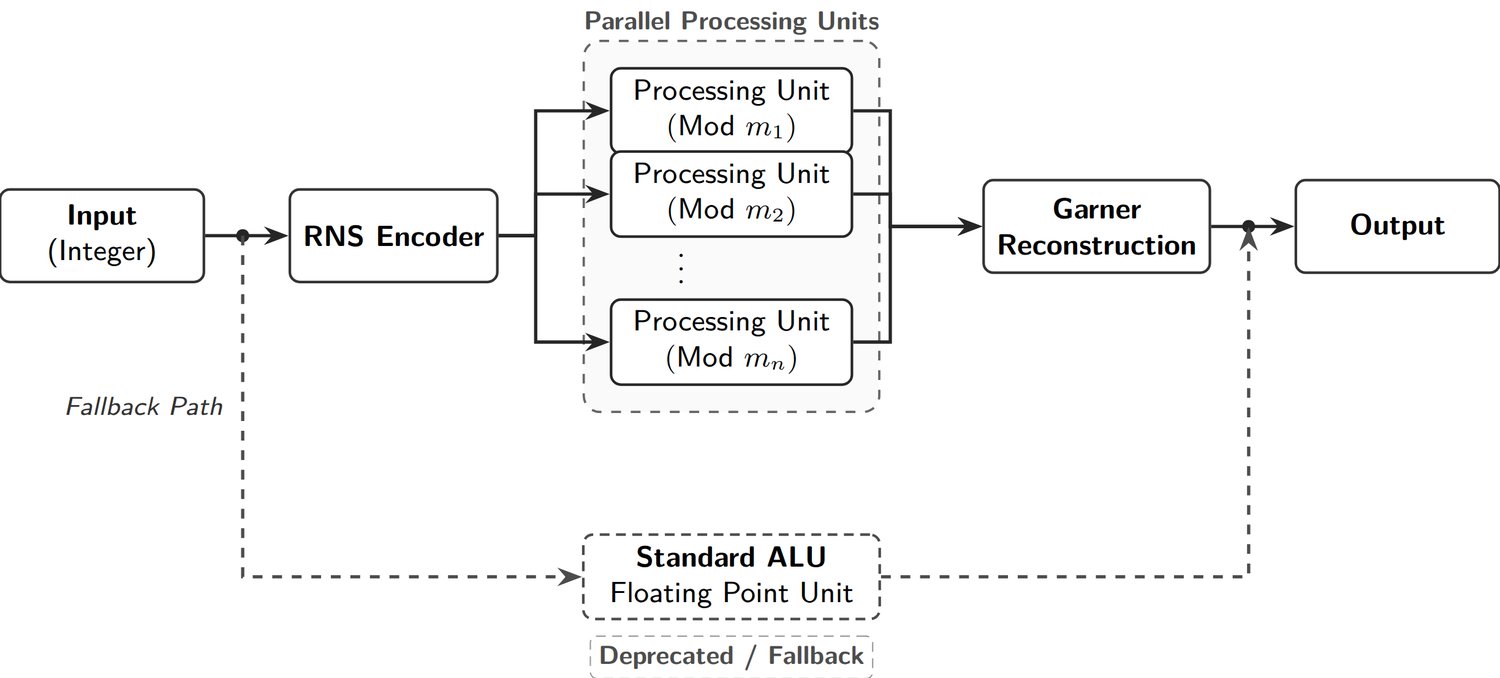 Parallel Processing Units
Processing Unit
(Mod m₁)
Processing Unit
(Mod m₂)
⋮
Processing Unit
(Mod mₙ)
Input
(Integer)
RNS Encoder
Garner
Reconstruction
Output
Fallback Path
Standard ALU
Floating Point Unit
Deprecated / Fallback